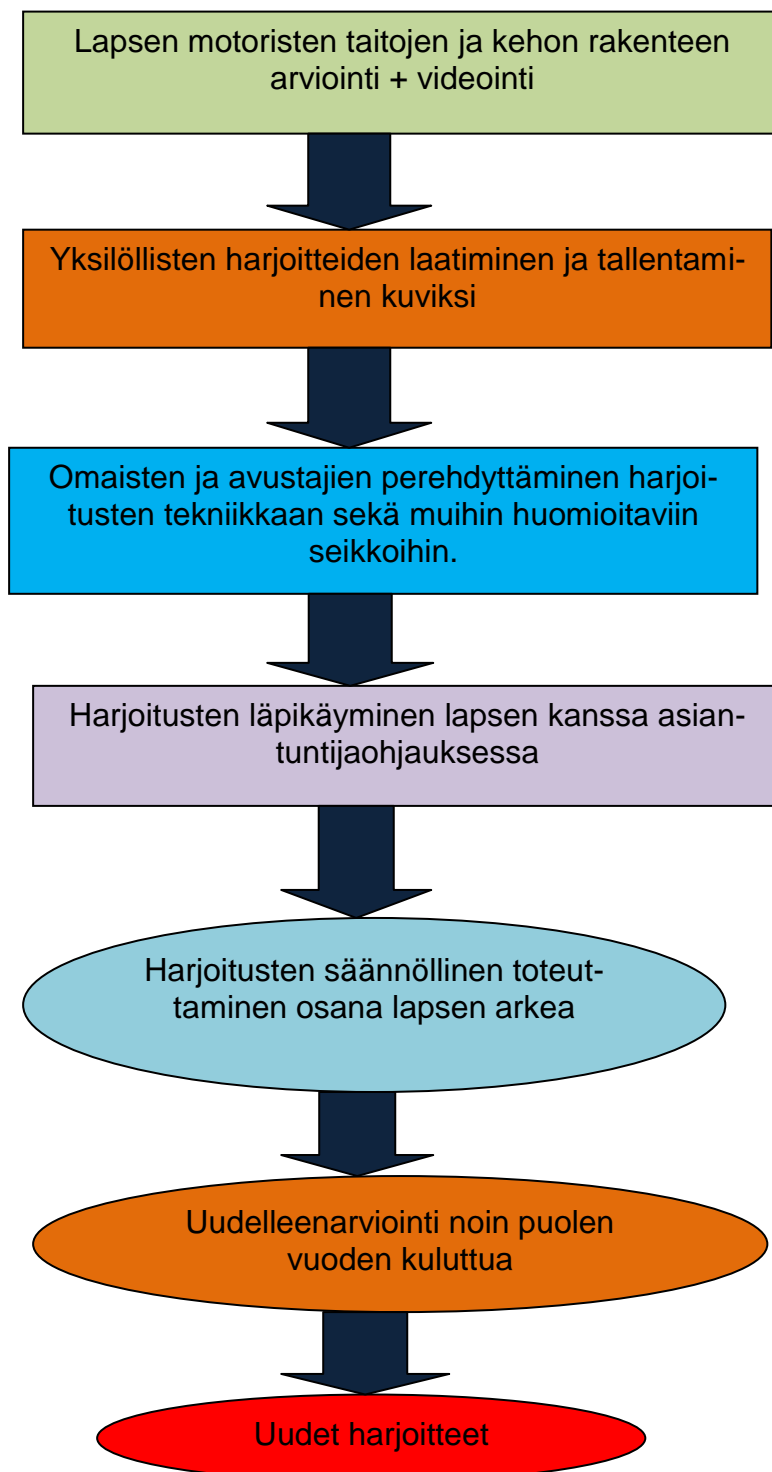 Lapsen motoristen taitojen ja kehon rakenteen
arviointi + videointi
Yksilöllisten harjoitteiden laatiminen ja tallentami-
nen kuviksi
Omaisten ja avustajien perehdyttäminen harjoi-
tusten tekniikkaan sekä muihin huomioitaviin
seikkoihin.
Harjoitusten läpikäyminen lapsen kanssa asian-
tuntijaohjauksessa
Harjoitusten säännöllinen toteut-
taminen osana lapsen arkea
Uudelleenarviointi noin puolen
vuoden kuluttua
Uudet harjoitteet